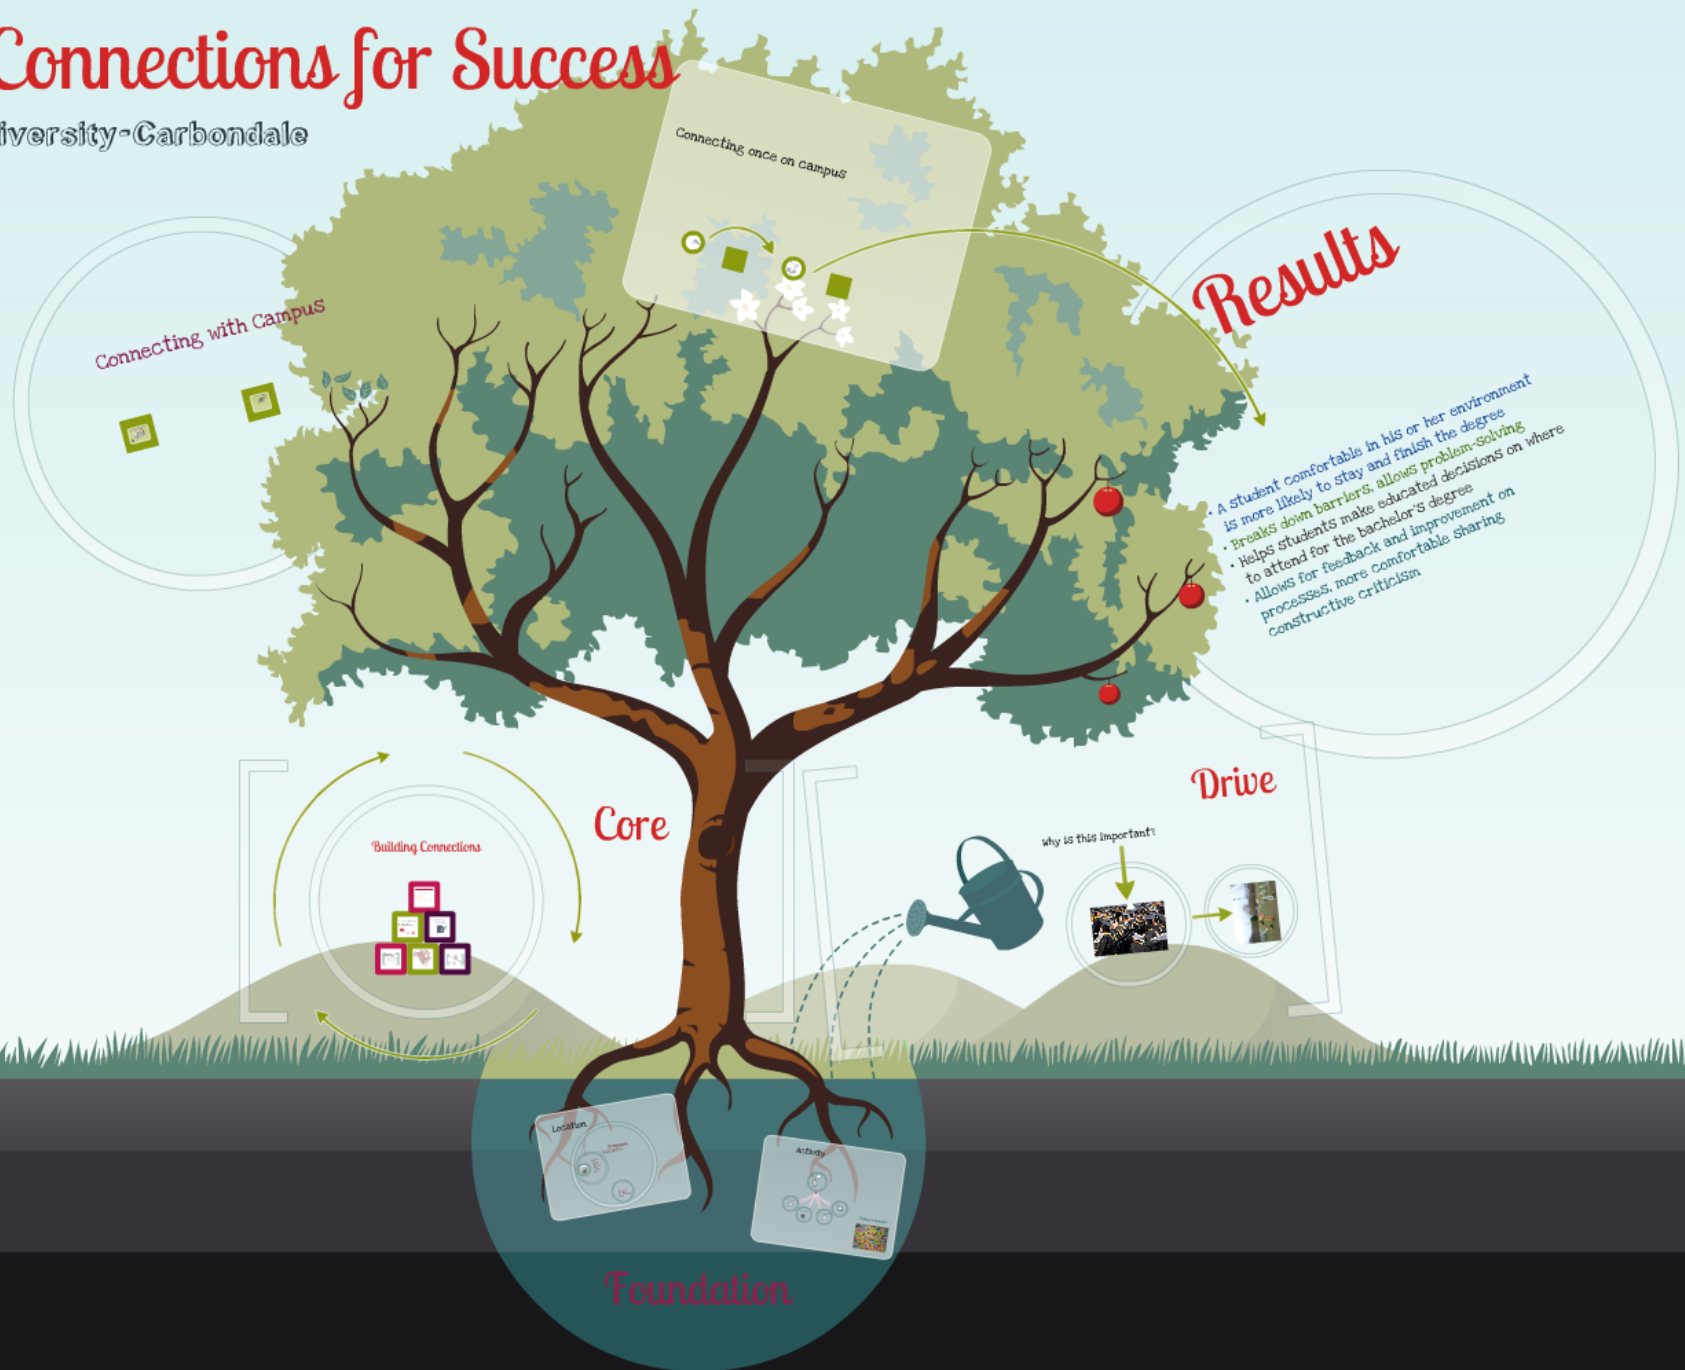 Connections for Success
iversity-Carbondale
Connecting once on campus
Results
Connecting with Campus
• A student comfortable in his or her environment
is more likely to stay and finish the degree
• Breaks down barriers, allows problem-solving
• Helps students make educated decisions on where
to attend for the bachelor's degree
• Allows for feedback and improvement on
processes, more comfortable sharing
constructive criticism
Drive
Core
Why is this important?
Building Connections
Location
Activity
Foundation